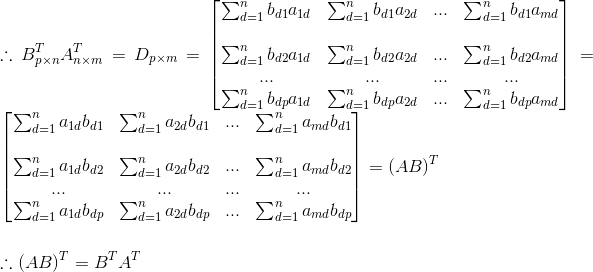 ∴ B^T_{p×n} A^T_{n×m} = D_{p×m} = [ ∑_{d=1}^n b_{d1}a_{1d} ∑_{d=1}^n b_{d1}a_{2d} ... ∑_{d=1}^n b_{d1}a_{md}
∑_{d=1}^n b_{d2}a_{1d} ∑_{d=1}^n b_{d2}a_{2d} ... ∑_{d=1}^n b_{d2}a_{md}
... ... ... ...
∑_{d=1}^n b_{dp}a_{1d} ∑_{d=1}^n b_{dp}a_{2d} ... ∑_{d=1}^n b_{dp}a_{md} ] =
[ ∑_{d=1}^n a_{1d}b_{d1} ∑_{d=1}^n a_{2d}b_{d1} ... ∑_{d=1}^n a_{md}b_{d1}
∑_{d=1}^n a_{1d}b_{d2} ∑_{d=1}^n a_{2d}b_{d2} ... ∑_{d=1}^n a_{md}b_{d2}
... ... ... ...
∑_{d=1}^n a_{1d}b_{dp} ∑_{d=1}^n a_{2d}b_{dp} ... ∑_{d=1}^n a_{md}b_{dp} ] = (AB)^T
∴ (AB)^T = B^T A^T